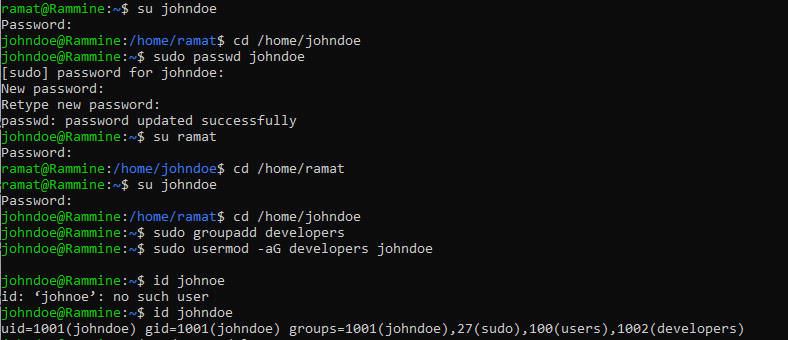 ramat@Rammine:~$ su johndoe
Password:
johndoe@Rammine:/home/ramat$ cd /home/johndoe
johndoe@Rammine:~$ sudo passwd johndoe
[sudo] password for johndoe:
New password:
Retype new password:
passwd: password updated successfully
johndoe@Rammine:~$ su ramat
Password:
ramat@Rammine:/home/johndoe$ cd /home/ramat
ramat@Rammine:~$ su johndoe
Password:
johndoe@Rammine:/home/ramat$ cd /home/johndoe
johndoe@Rammine:~$ sudo groupadd developers
johndoe@Rammine:~$ sudo usermod -aG developers johndoe
johndoe@Rammine:~$ id johnoe
id: ‘johnoe’: no such user
johndoe@Rammine:~$ id johndoe
uid=1001(johndoe) gid=1001(johndoe) groups=1001(johndoe),27(sudo),100(users),1002(developers)